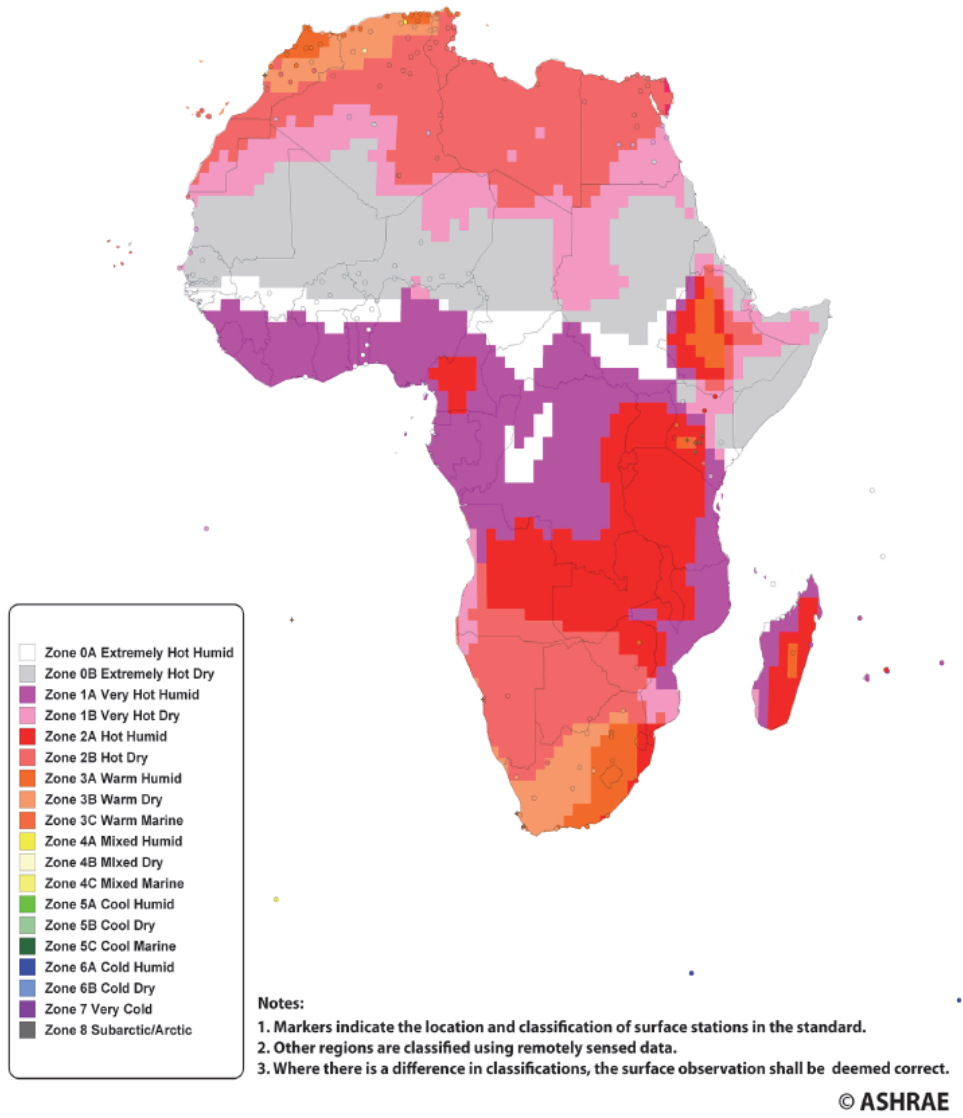 Zone 0A Extremely Hot Humid
Zone 0B Extremely Hot Dry
Zone 1A Very Hot Humid
Zone 1B Very Hot Dry
Zone 2A Hot Humid
Zone 2B Hot Dry
Zone 3A Warm Humid
Zone 3B Warm Dry
Zone 3C Warm Marine
Zone 4A Mixed Humid
Zone 4B MIxed Dry
Zone 4C Mixed Marine
Zone 5A Cool Humid
Zone 5B Cool Dry
Zone 5C Cool Marine
Zone 6A Cold Humid
Zone 6B Cold Dry
Zone 7 Very Cold
Zone 8 Subarctic/Arctic
Notes:
1. Markers indicate the location and classification of surface stations in the standard.
2. Other regions are classified using remotely sensed data.
3. Where there is a difference in classifications, the surface observation shall be deemed correct.
© ASHRAE